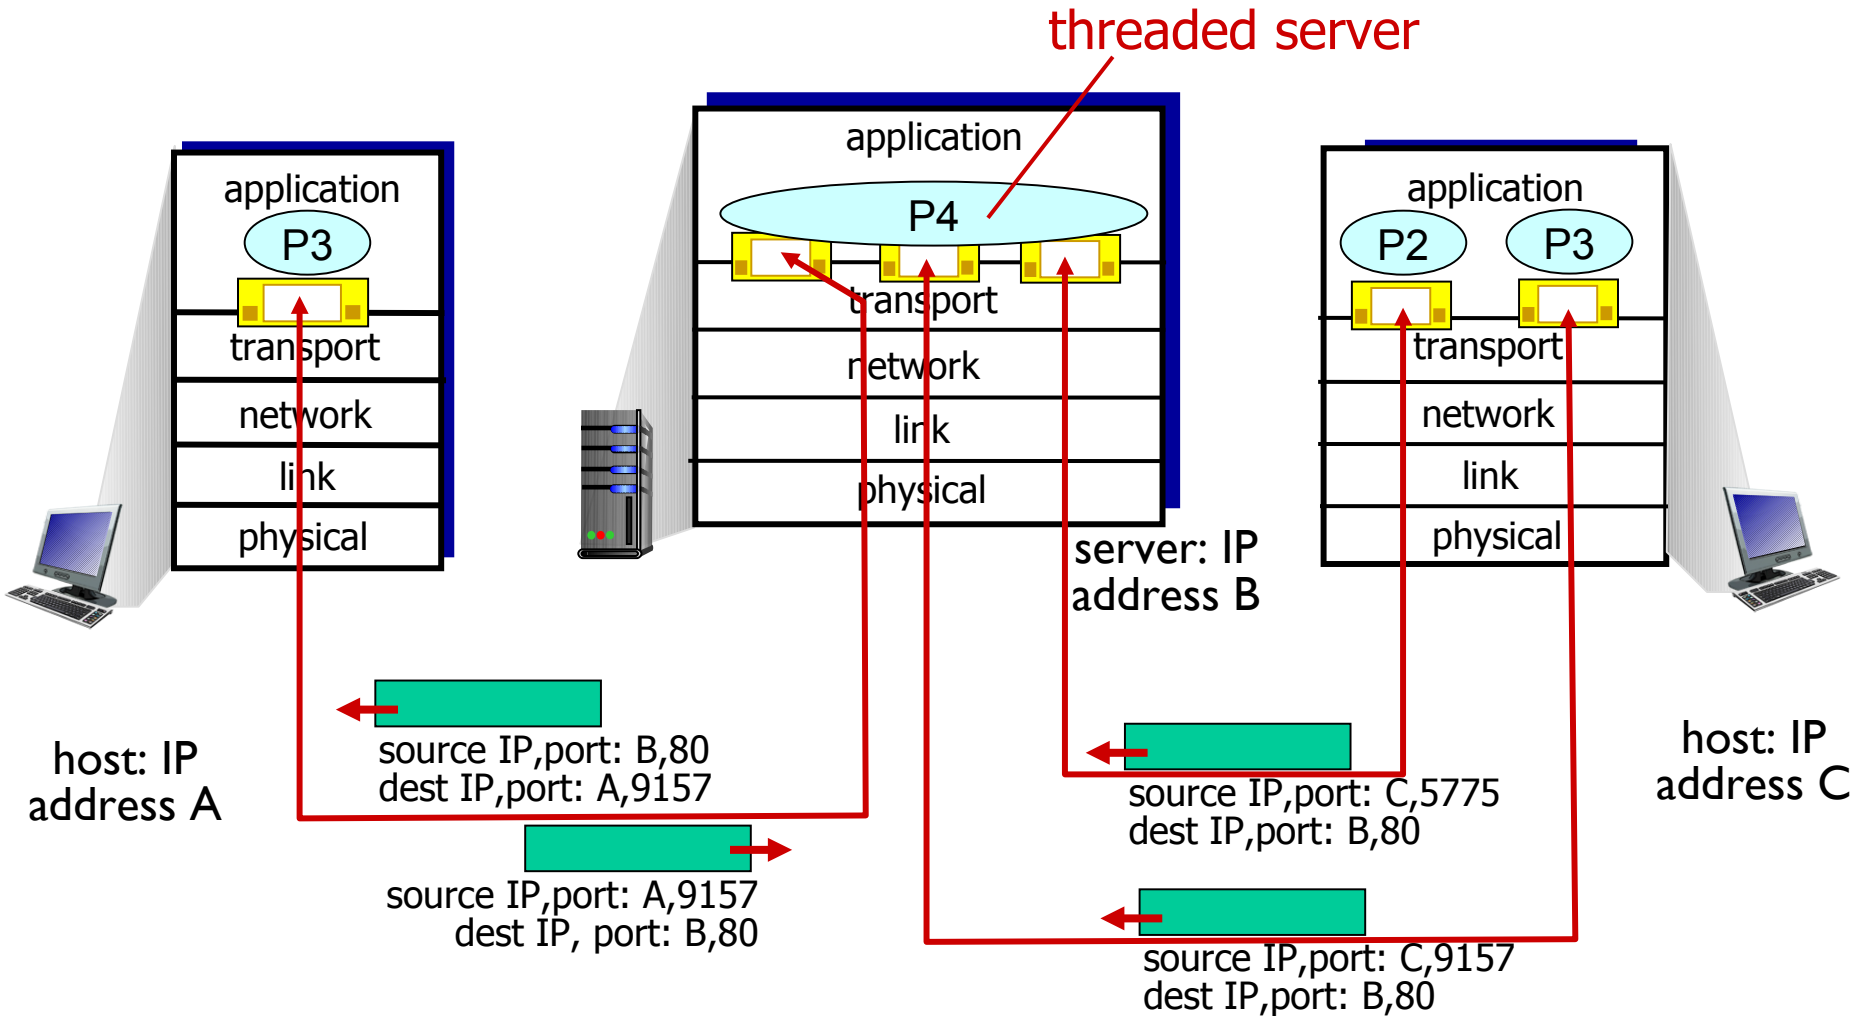 threaded server
application
P3
transport
network
link
physical
application
P4
transport
network
link
physical
application
P2
P3
transport
network
link
physical
server: IP
address B
host: IP
address A
source IP,port: B,80
dest IP,port: A,9157
source IP,port: A,9157
dest IP, port: B,80
source IP,port: C,5775
dest IP,port: B,80
source IP,port: C,9157
dest IP,port: B,80
host: IP
address C